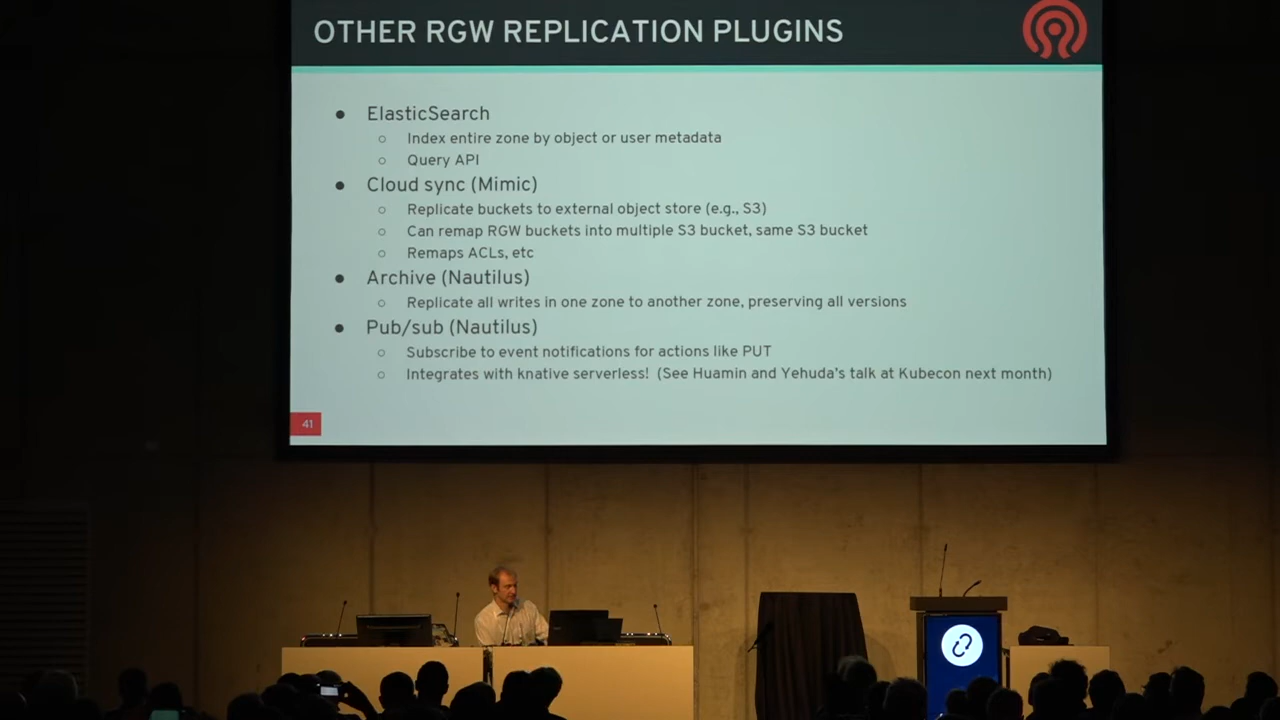 OTHER RGW REPLICATION PLUGINS
● ElasticSearch
○ Index entire zone by object or user metadata
○ Query API
● Cloud sync (Mimic)
○ Replicate buckets to external object store (e.g., S3)
○ Can remap RGW buckets into multiple S3 bucket, same S3 bucket
○ Remaps ACLs, etc
● Archive (Nautilus)
○ Replicate all writes in one zone to another zone, preserving all versions
● Pub/sub (Nautilus)
○ Subscribe to event notifications for actions like PUT
○ Integrates with knative serverless! (See Huamin and Yehuda's talk at Kubecon next month)
41